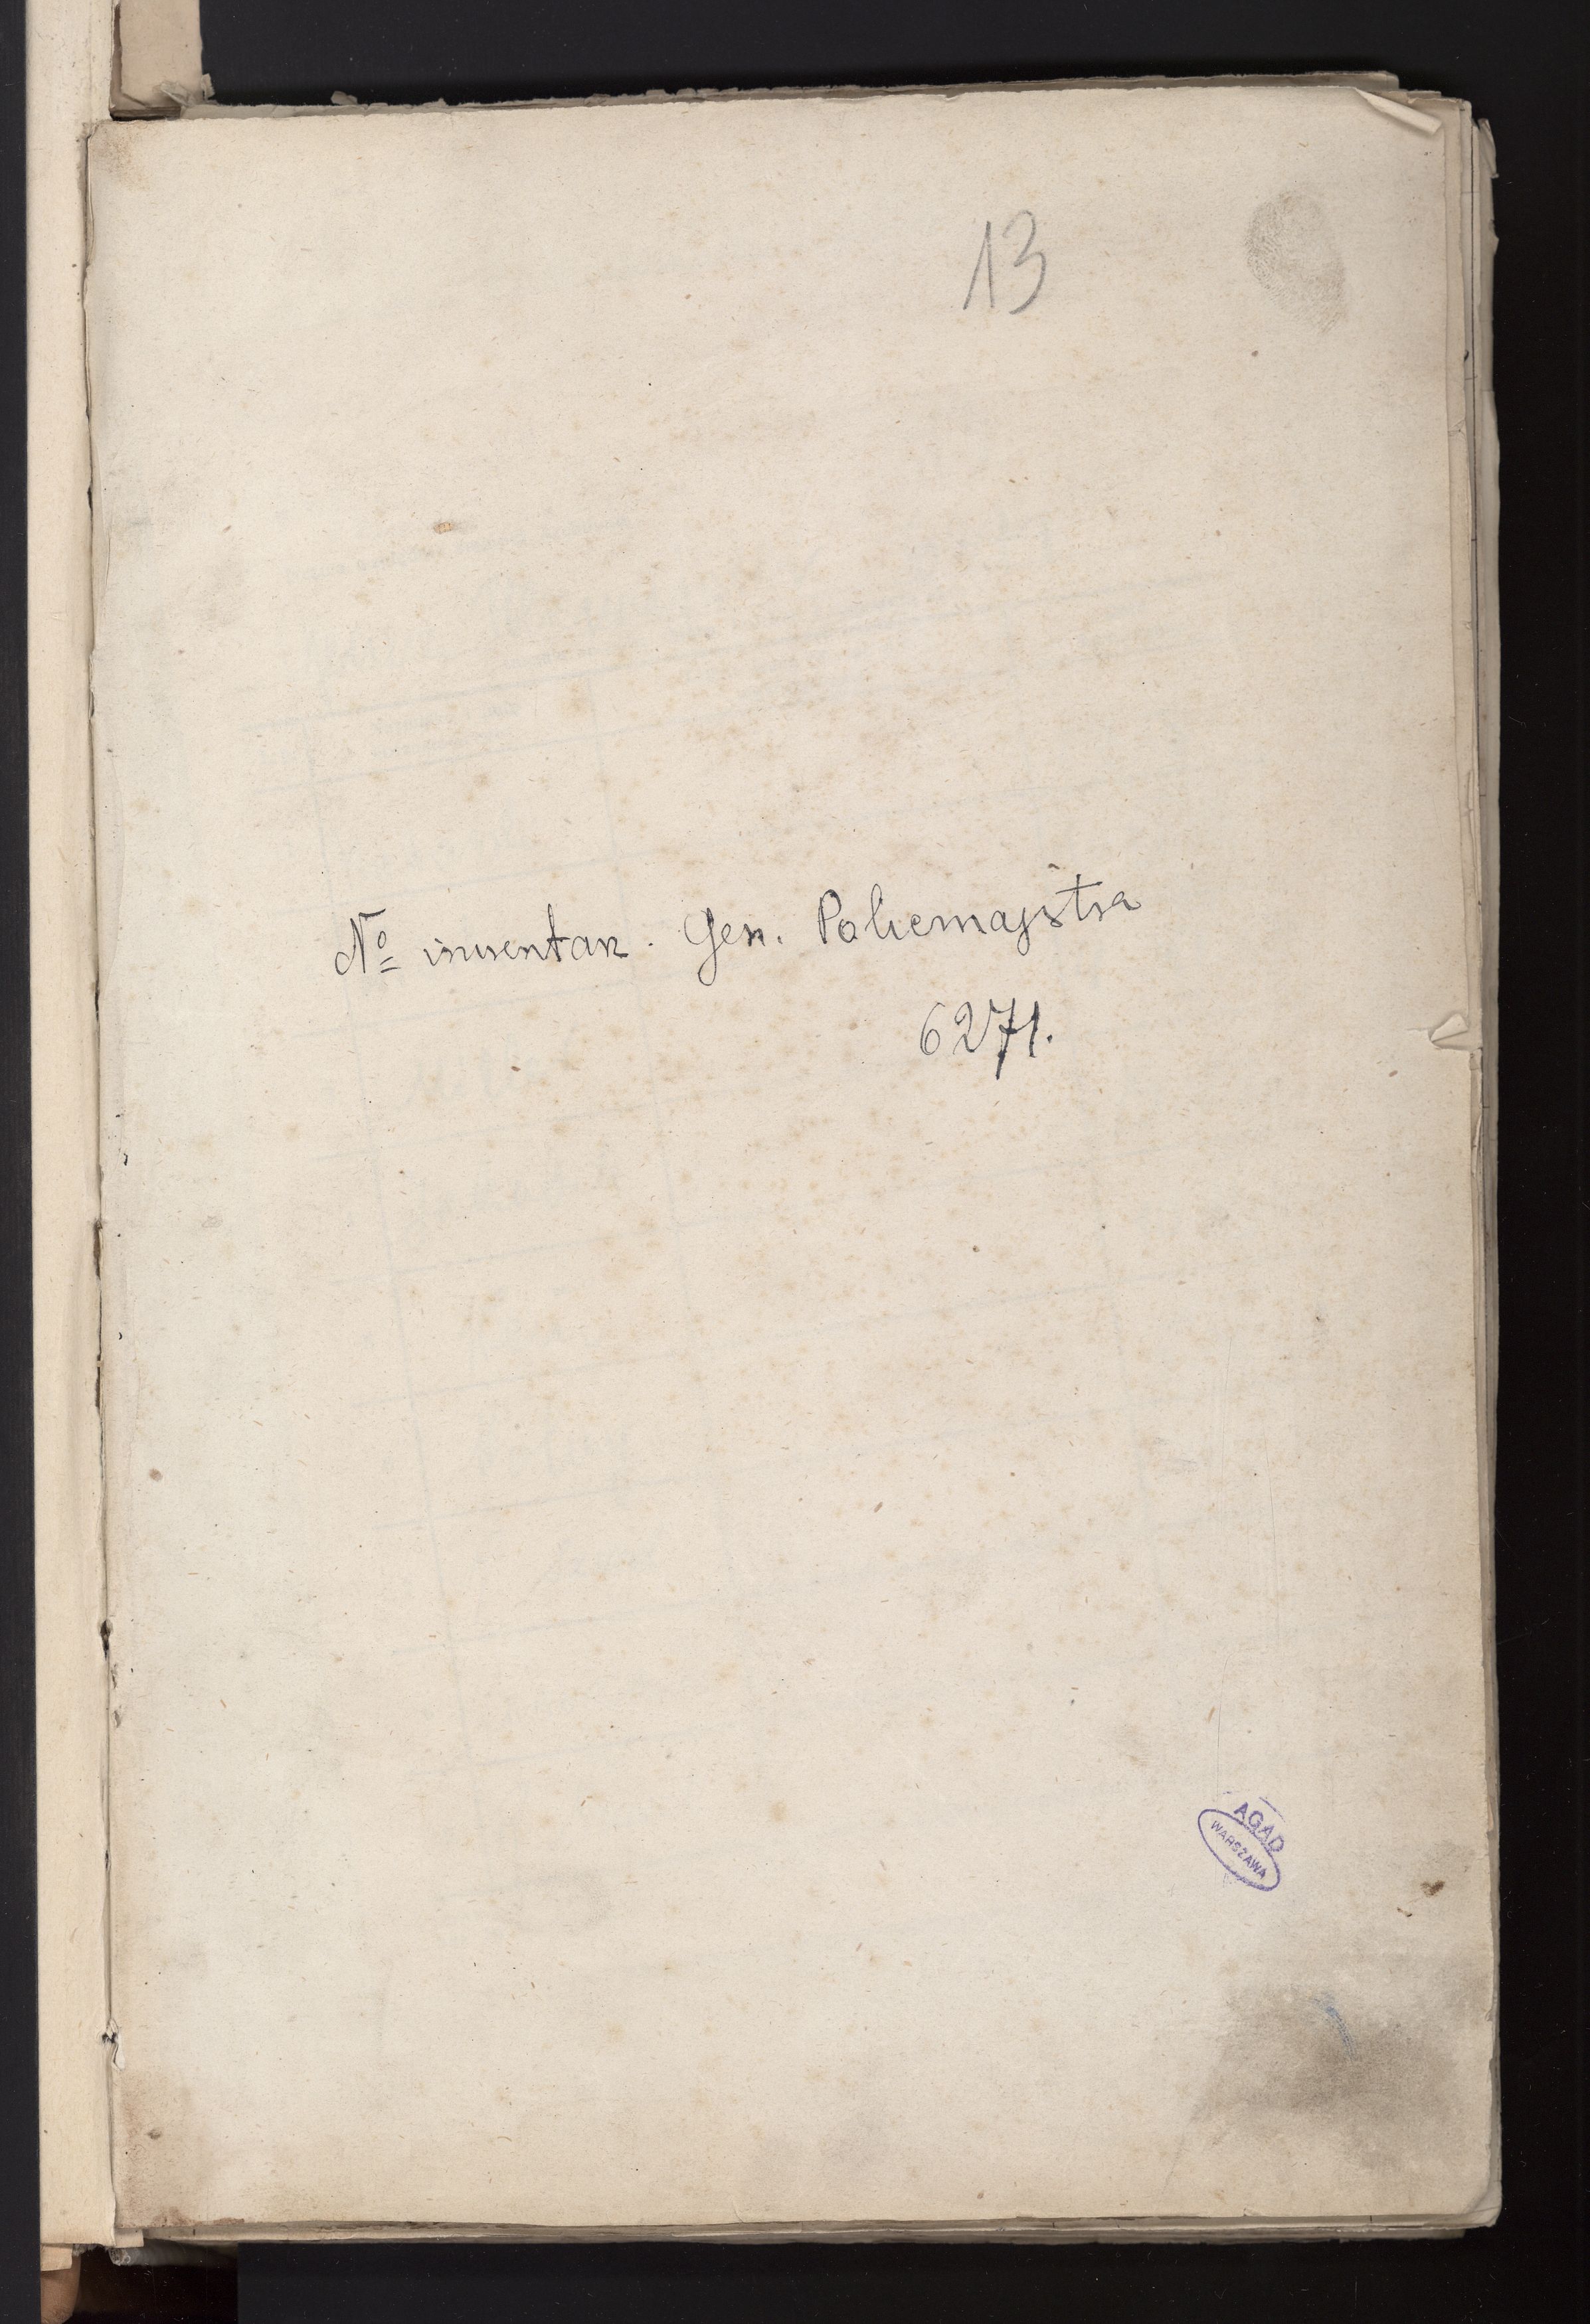 13
No inwentarz. Gen. Policmajstra
6271.
AGAD
WARSZAWA